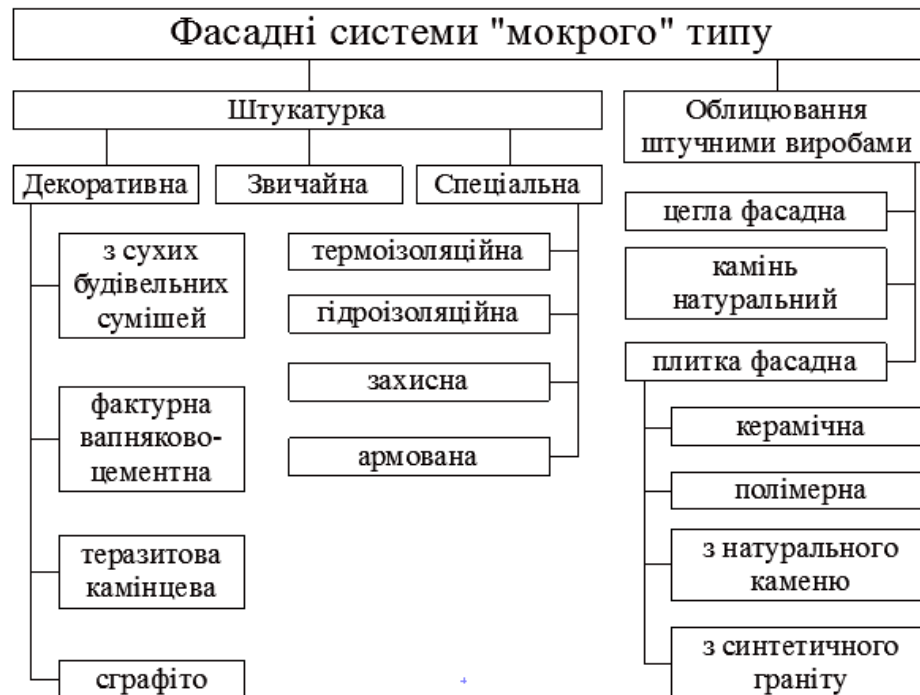 Фасадні системи "мокрого" типу
Штукатурка
Облицювання
штучними виробами
Декоративна
Звичайна
Спеціальна
з сухих
будівельних
сумішей
фактурна
вапняково-
цементна
теразитова
камінцева
сграфіто
термоізоляційна
гідроізоляційна
захисна
армована
цегла фасадна
камінь
натуральний
плитка фасадна
керамічна
полімерна
з натурального
каменю
з синтетичного
граніту